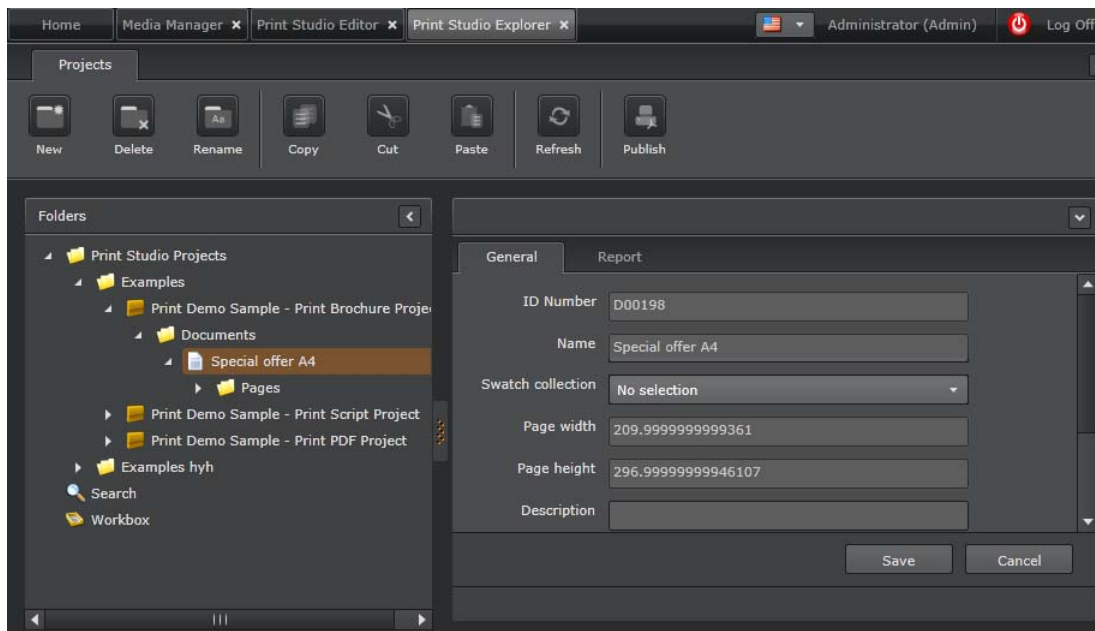 Home Media Manager × Print Studio Editor × Print Studio Explorer × Administrator (Admin) Log Off
Projects
New Delete Rename Copy Cut Paste Refresh Publish
Aa
Folders
Print Studio Projects
Examples
Print Demo Sample - Print Brochure Proje
Documents
Special offer A4
Pages
Print Demo Sample - Print Script Project
Print Demo Sample - Print PDF Project
Examples hyh
Search
Workbox
General Report
ID Number D00198
Name Special offer A4
Swatch collection No selection
Page width 209.9999999999361
Page height 296.99999999946107
Description
Save Cancel